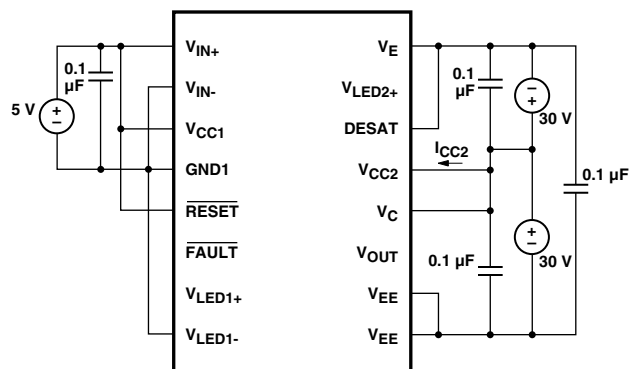 V_IN+
V_E
0.1
µF
0.1
µF
V_IN-
V_LED2+
5 V
30 V
V_CC1
DESAT
I_CC2
GND1
V_CC2
0.1 µF
RESET
V_C
FAULT
V_OUT
0.1 µF
30 V
V_LED1+
V_EE
V_LED1-
V_EE